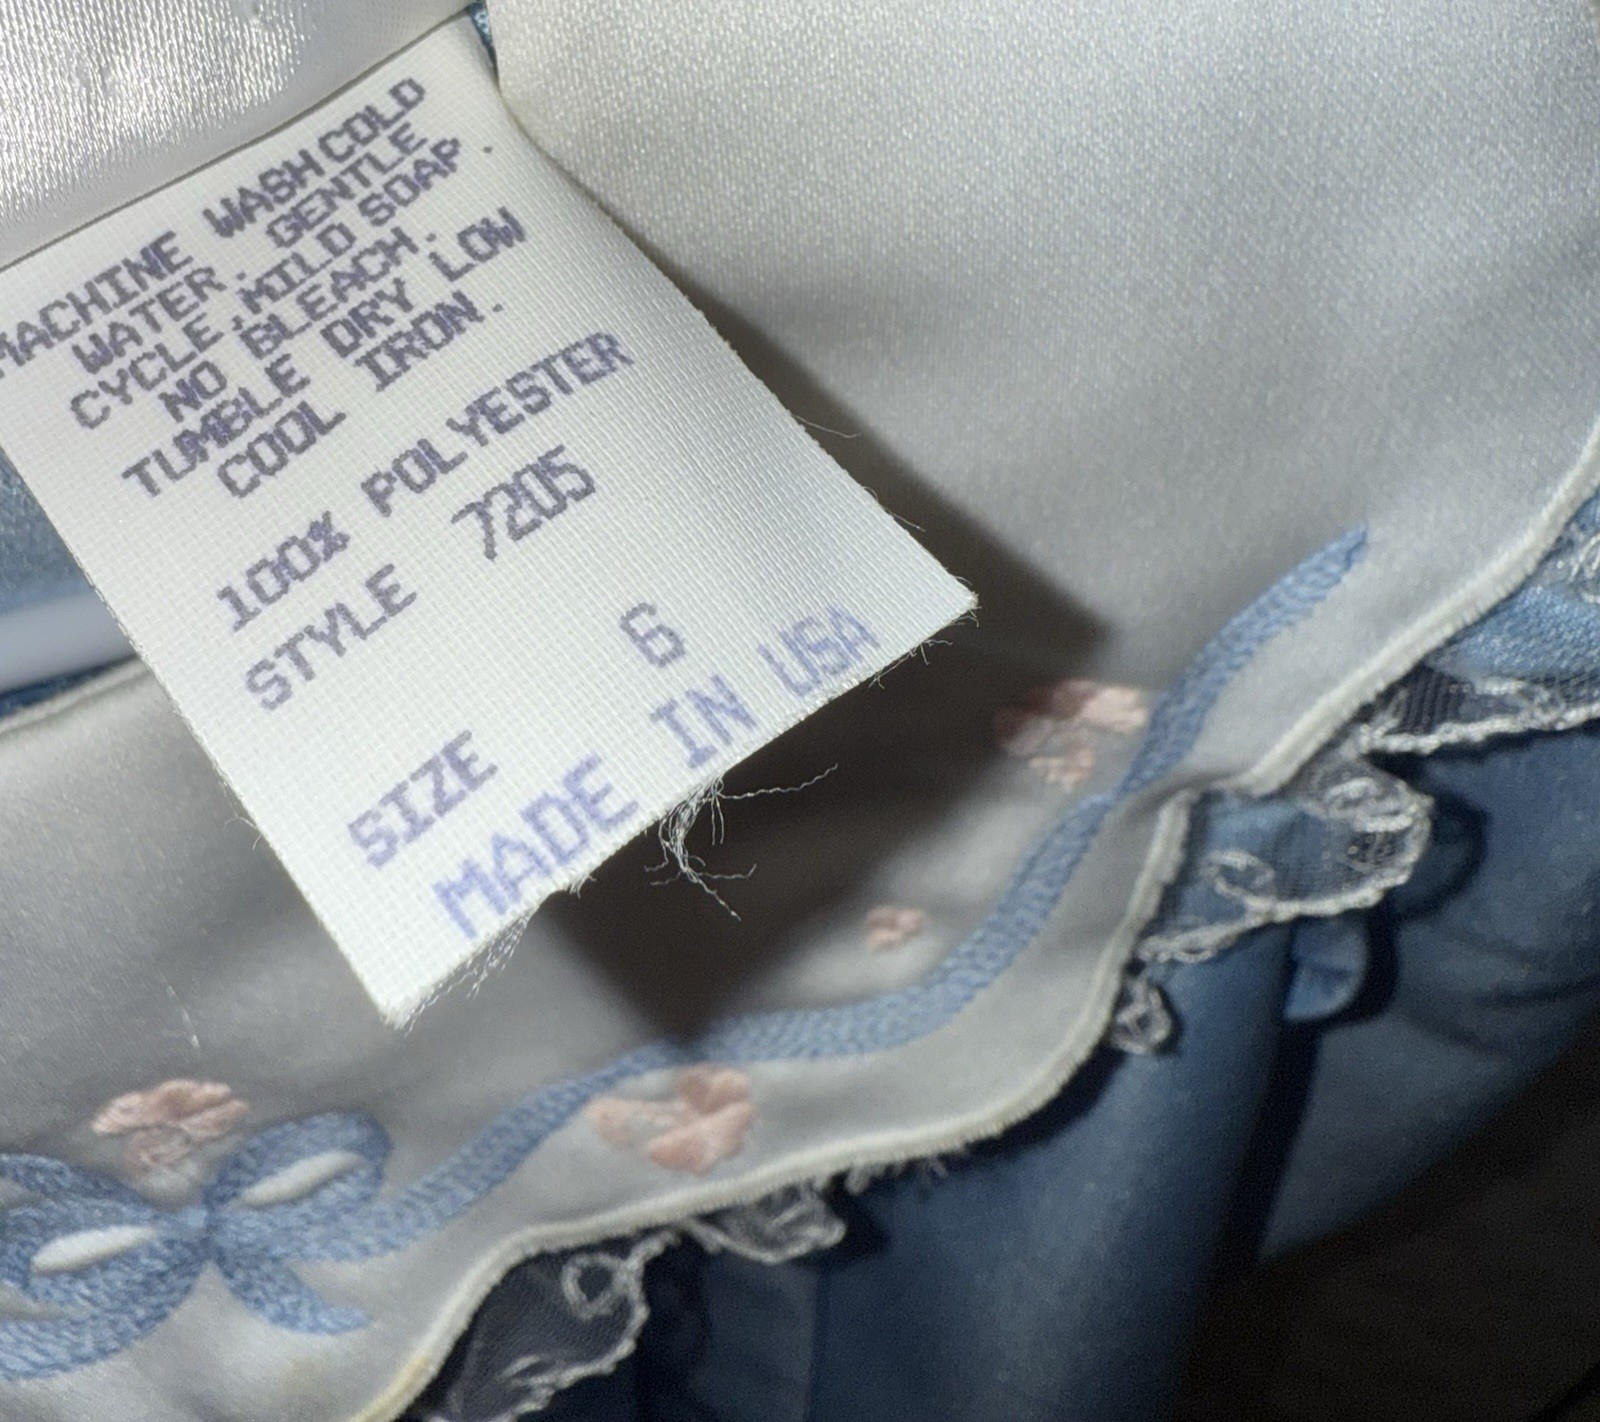 MACHINE WASH COLD
WATER. GENTLE
CYCLE,MILD SOAP.
NO BLEACH.
TUMBLE DRY LOW
COOL IRON.
100% POLYESTER
STYLE 7205
SIZE 6
MADE IN USA